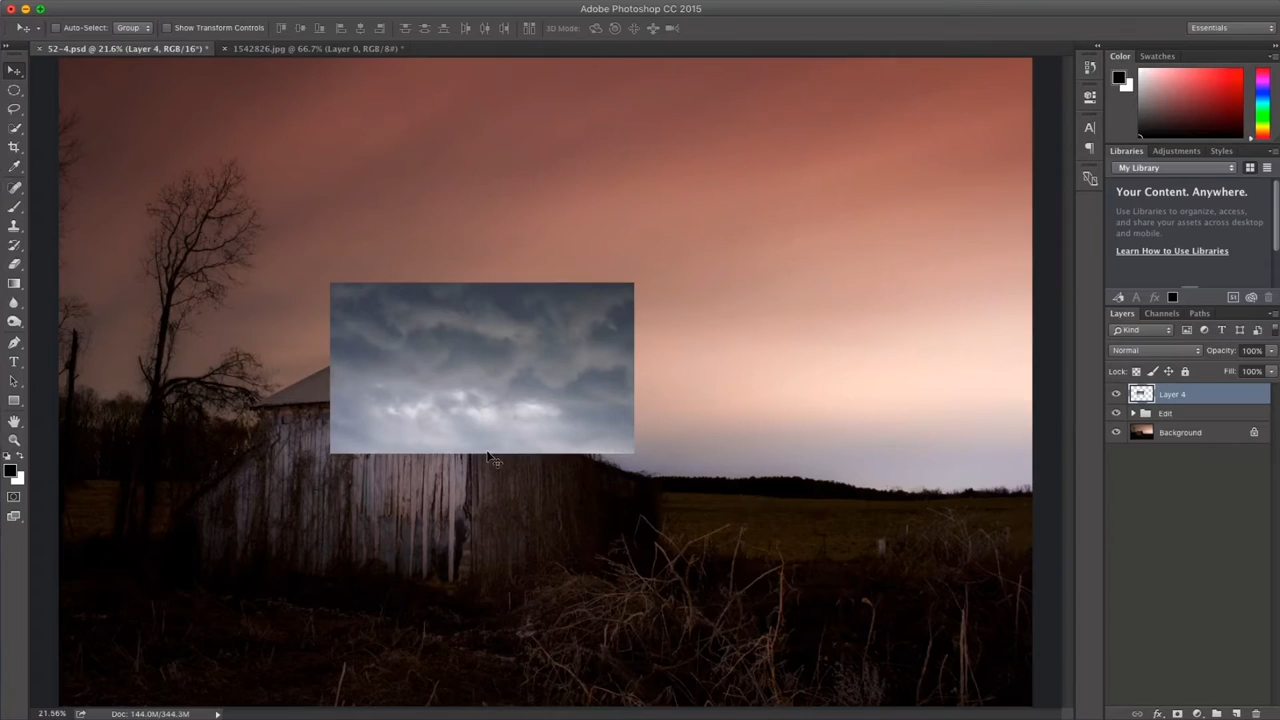 Adobe Photoshop CC 2015
Auto-Select: Group Show Transform Controls 3D Mode: Essentials
× 52-4.psd @ 21.6% (Layer 4, RGB/16*) * × 1542826.jpg @ 66.7% (Layer 0, RGB/8#) *
Color Swatches
Libraries Adjustments Styles
My Library
Your Content. Anywhere.
Use Libraries to organize, access,
and share your assets across desktop
and mobile.
Learn How to Use Libraries
Layers Channels Paths
Kind
Normal Opacity: 100%
Lock: Fill: 100%
Layer 4
Edit
Background
21.56% Doc: 144.0M/344.3M